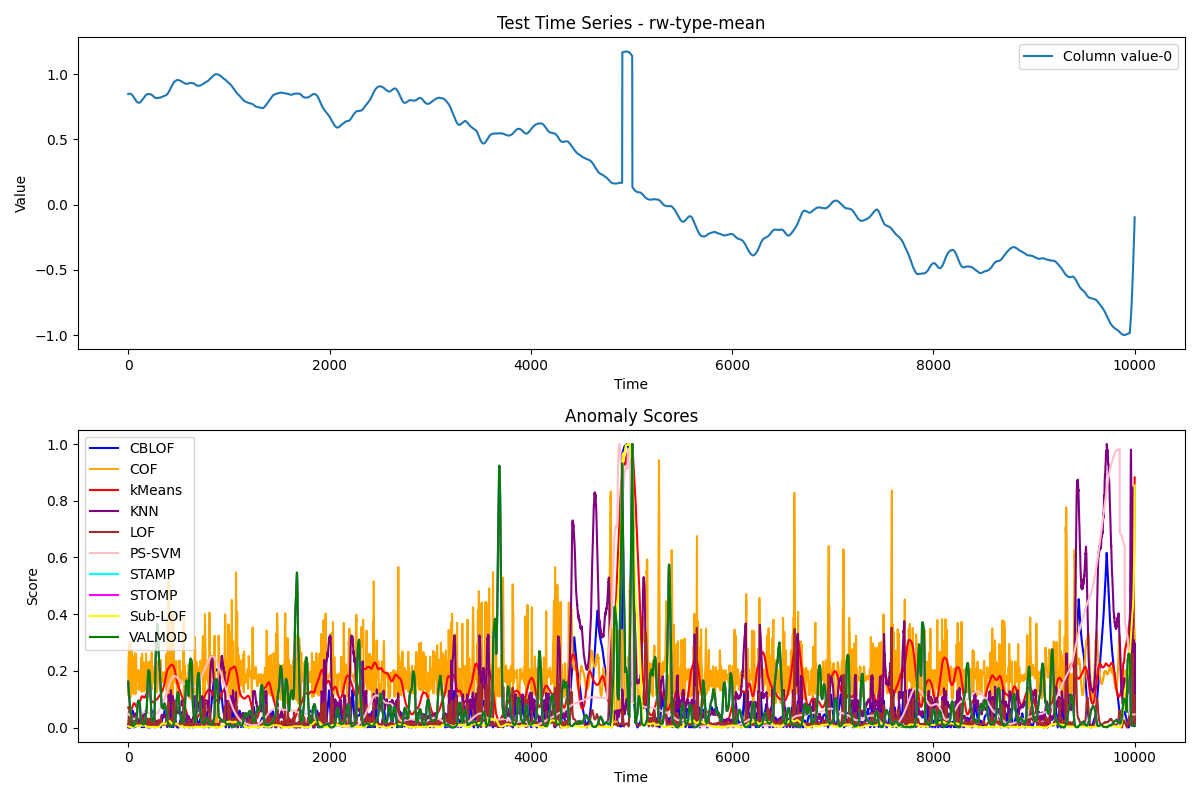 Test Time Series - rw-type-mean
Column value-0
Value
1.0
0.5
0.0
−0.5
−1.0
0
2000
4000
6000
8000
10000
Time
Anomaly Scores
CBLOF
COF
kMeans
KNN
LOF
PS-SVM
STAMP
STOMP
Sub-LOF
VALMOD
Score
1.0
0.8
0.6
0.4
0.2
0.0
0
2000
4000
6000
8000
10000
Time